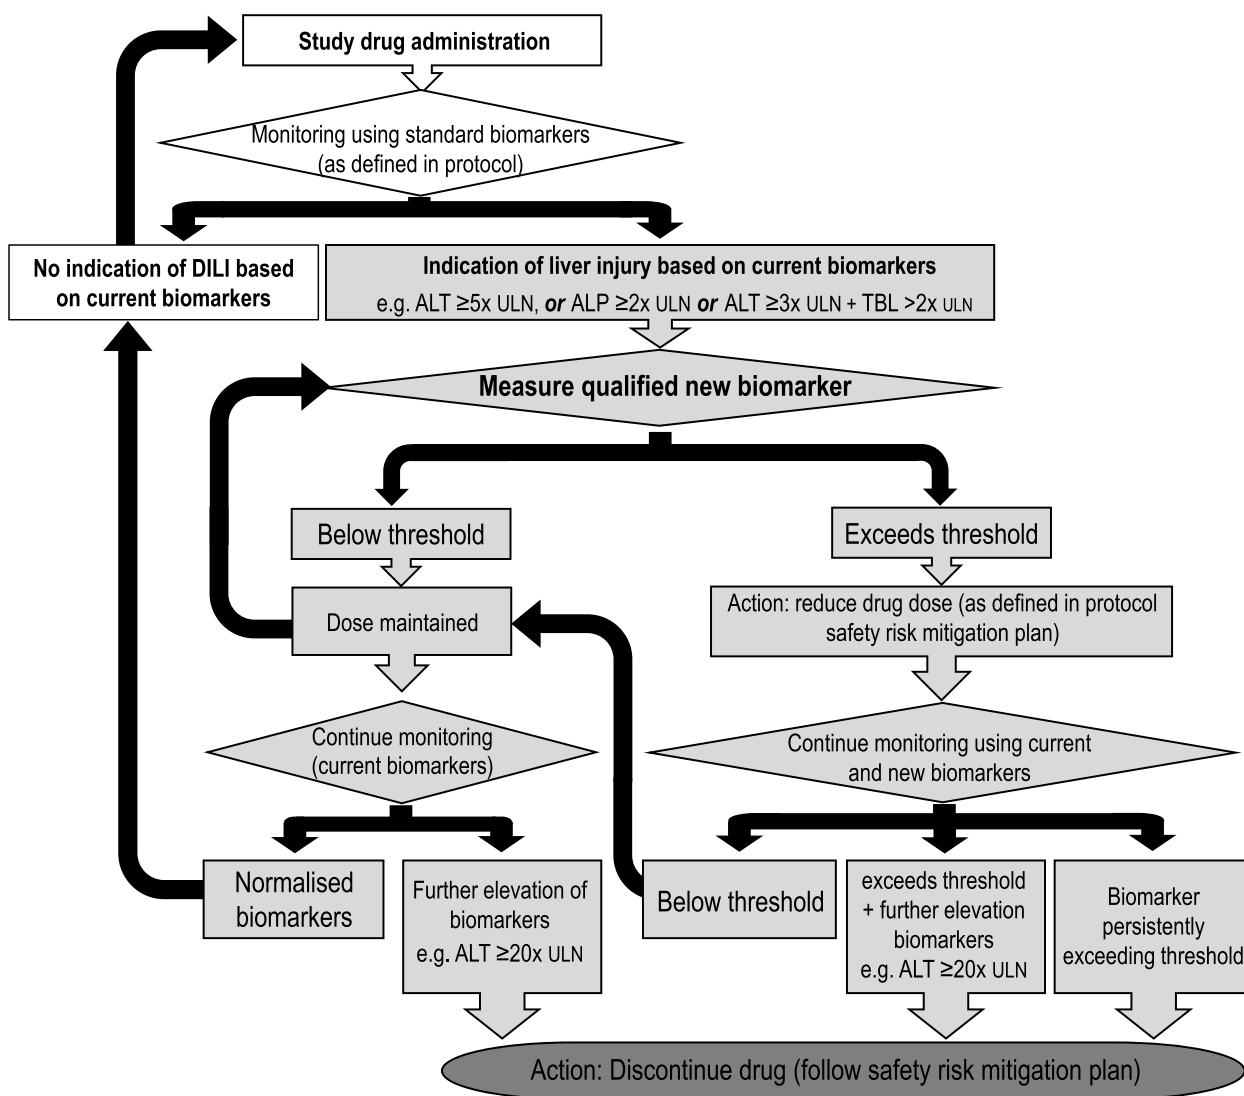 Study drug administration
Monitoring using standard biomarkers
(as defined in protocol)
No indication of DILI based
on current biomarkers
Indication of liver injury based on current biomarkers
e.g. ALT ≥5x ULN, or ALP ≥2x ULN or ALT ≥3x ULN + TBL >2x ULN
Measure qualified new biomarker
Below threshold
Exceeds threshold
Dose maintained
Action: reduce drug dose (as defined in protocol
safety risk mitigation plan)
Continue monitoring
(current biomarkers)
Continue monitoring using current
and new biomarkers
Normalised
biomarkers
Further elevation of
biomarkers
e.g. ALT ≥20x ULN
Below threshold
exceeds threshold
+ further elevation
biomarkers
e.g. ALT ≥20x ULN
Biomarker
persistently
exceeding threshold
Action: Discontinue drug (follow safety risk mitigation plan)